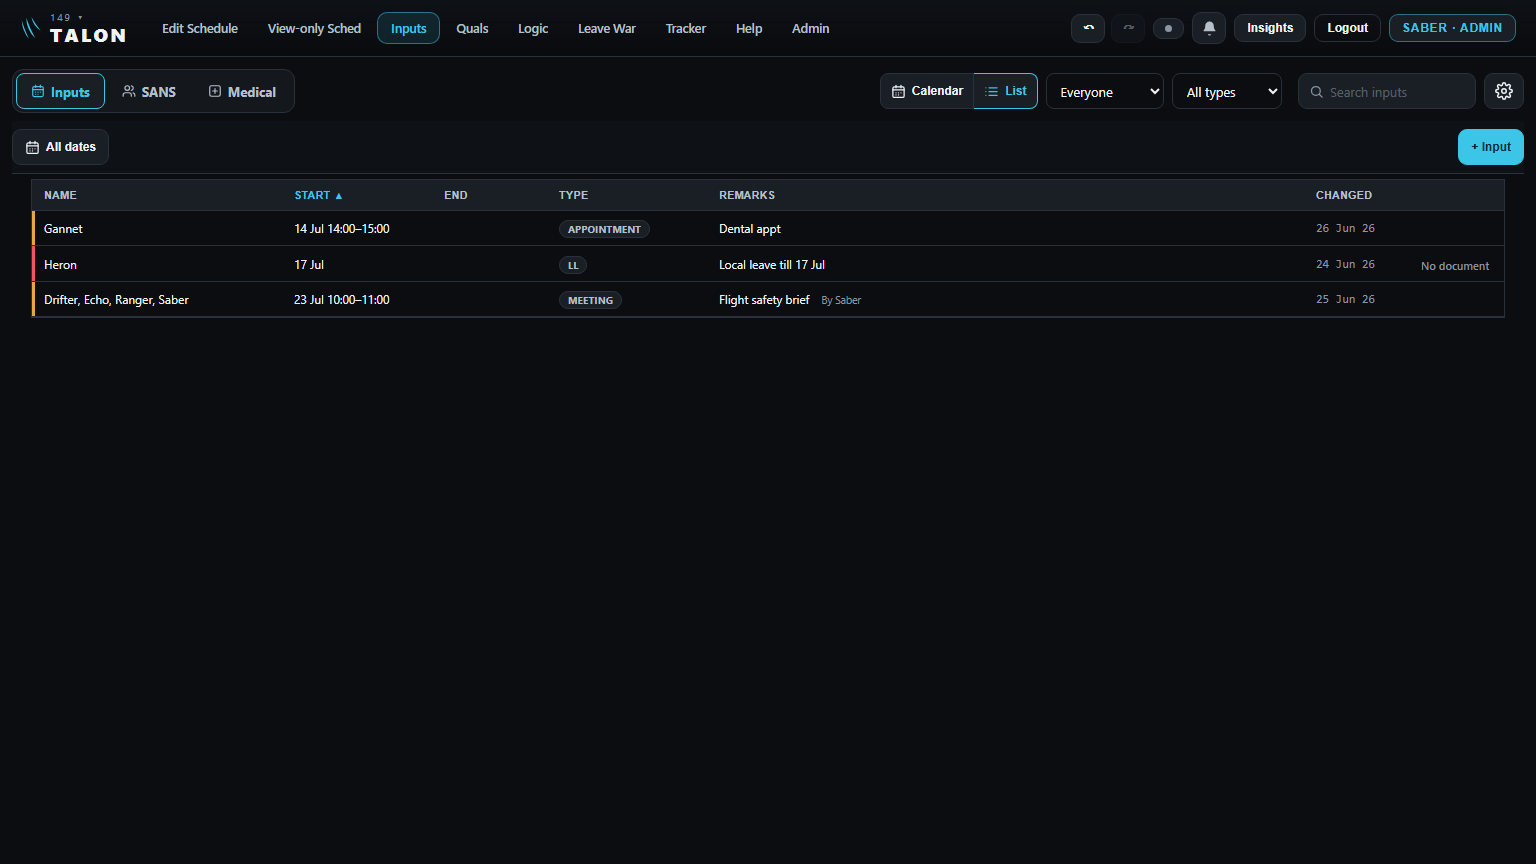 149 ▾
TALON
Edit Schedule View-only Sched Inputs Quals Logic Leave War Tracker Help Admin
Insights Logout SABER · ADMIN
Inputs SANS Medical
Calendar List Everyone All types Search inputs
All dates + Input
NAME START ▲ END TYPE REMARKS CHANGED
Gannet 14 Jul 14:00–15:00 APPOINTMENT Dental appt 26 Jun 26
Heron 17 Jul LL Local leave till 17 Jul 24 Jun 26 No document
Drifter, Echo, Ranger, Saber 23 Jul 10:00–11:00 MEETING Flight safety brief By Saber 25 Jun 26